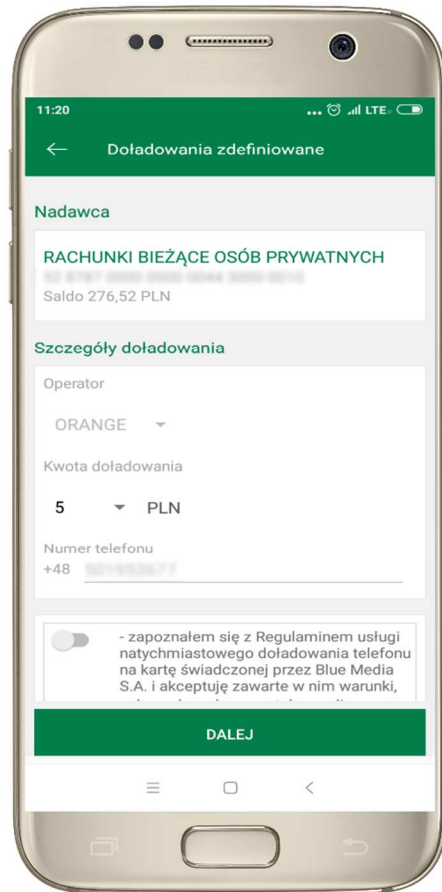 11:20
... LTE
Doładowania zdefiniowane
Nadawca
RACHUNKI BIEŻĄCE OSÓB PRYWATNYCH
Saldo 276,52 PLN
Szczegóły doładowania
Operator
ORANGE
Kwota doładowania
5 PLN
Numer telefonu
+48
- zapoznałem się z Regulaminem usługi
natychmiastowego doładowania telefonu
na kartę świadczonej przez Blue Media
S.A. i akceptuję zawarte w nim warunki,
DALEJ